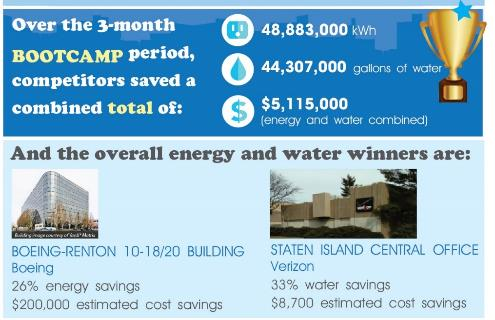 Over the 3-month
BOOTCAMP period,
competitors saved a
combined total of:
48,883,000 kWh
44,307,000 gallons of water
$5,115,000
(energy and water combined)
And the overall energy and water winners are:
Building image courtesy of
BOEING-RENTON 10-18/20 BUILDING
Boeing
26% energy savings
$200,000 estimated cost savings
STATEN ISLAND CENTRAL OFFICE
Verizon
33% water savings
$8,700 estimated cost savings